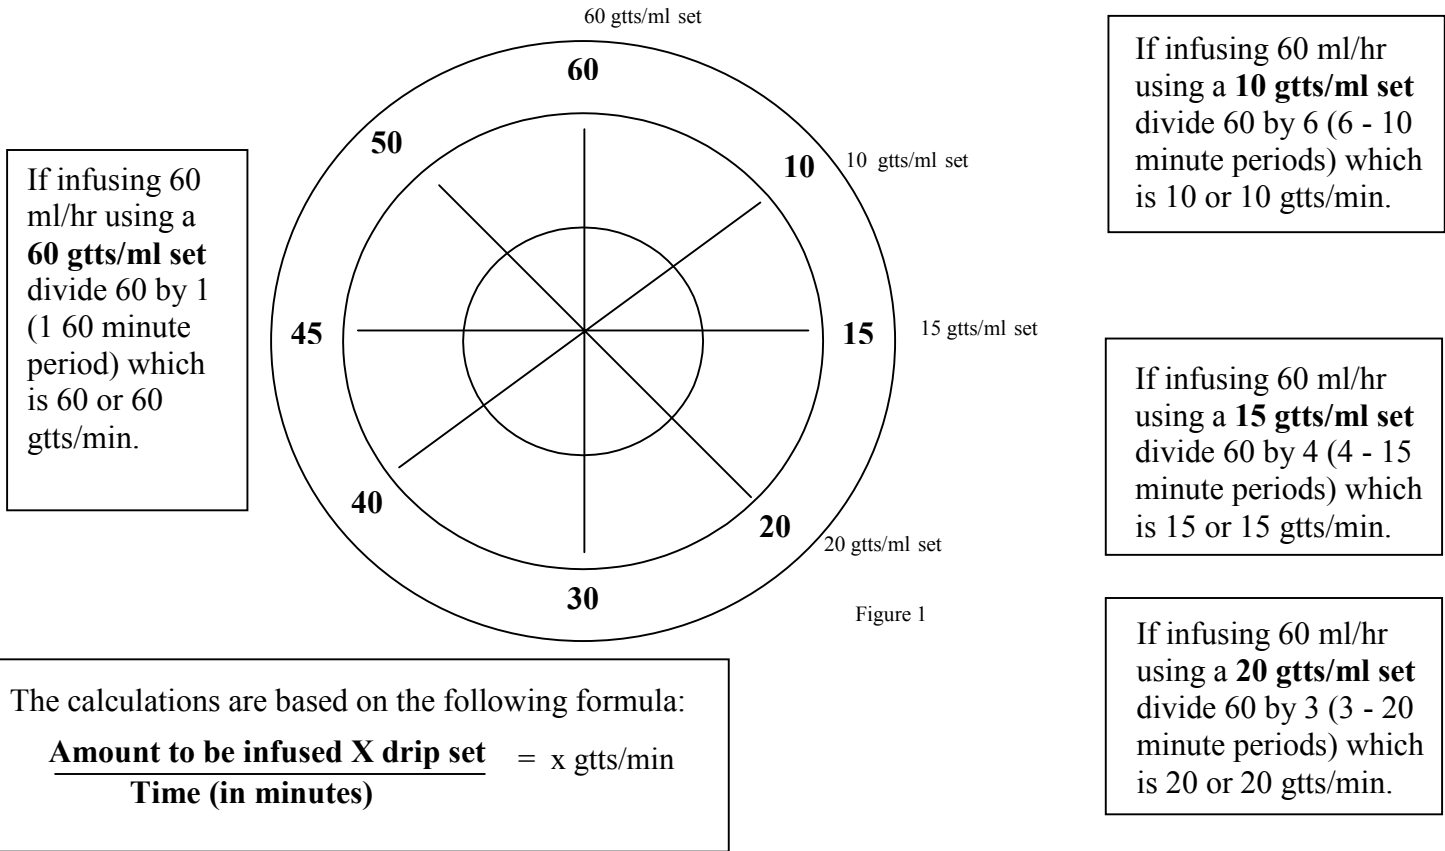 60 gtts/ml set
60
50
10
10 gtts/ml set
45
15
15 gtts/ml set
40
20
20 gtts/ml set
30
Figure 1
If infusing 60
ml/hr using a
60 gtts/ml set
divide 60 by 1
(1 60 minute
period) which
is 60 or 60
gtts/min.
If infusing 60 ml/hr
using a 10 gtts/ml set
divide 60 by 6 (6 - 10
minute periods) which
is 10 or 10 gtts/min.
If infusing 60 ml/hr
using a 15 gtts/ml set
divide 60 by 4 (4 - 15
minute periods) which
is 15 or 15 gtts/min.
If infusing 60 ml/hr
using a 20 gtts/ml set
divide 60 by 3 (3 - 20
minute periods) which
is 20 or 20 gtts/min.
The calculations are based on the following formula:
Amount to be infused X drip set = x gtts/min
Time (in minutes)